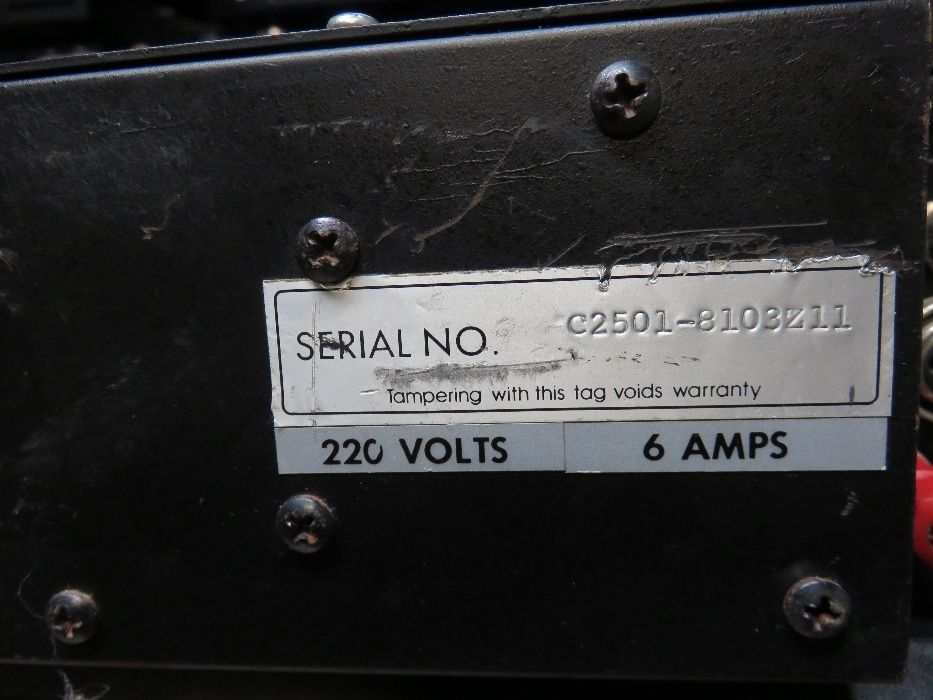 SERIAL NO. C2501-8103Z11
Tampering with this tag voids warranty
220 VOLTS 6 AMPS